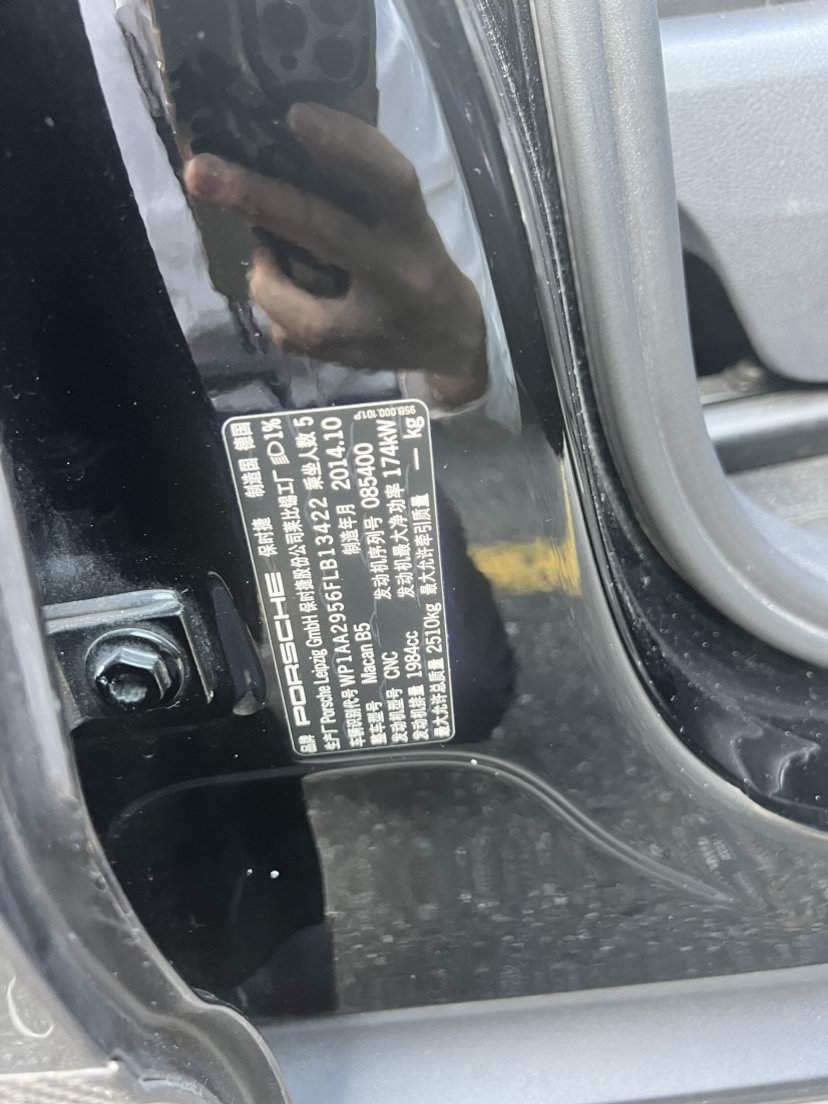 品牌 PORSCHE 保时捷 制造国 德国
生产厂 Porsche Leipzig GmbH 保时捷股份公司莱比锡工厂 1%
车辆识别代号 WP1AA2956FLB13422 乘坐人数 5
整车型号 Macan B5 制造年月 2014.10
发动机型号 CNC 发动机序列号 085400
发动机排量 1984cc 发动机最大净功率 174kW
最大允许总质量 2510kg 最大允许牵引质量 — kg
95B.000.101.P